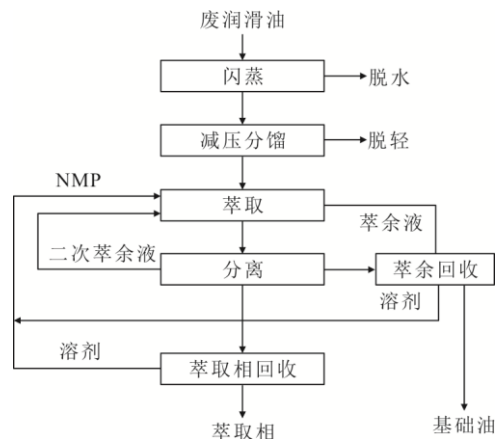 废润滑油
闪蒸
脱水
减压分馏
脱轻
NMP
萃取
萃余液
二次萃余液
分离
萃余回收
溶剂
溶剂
萃取相回收
萃取相
基础油